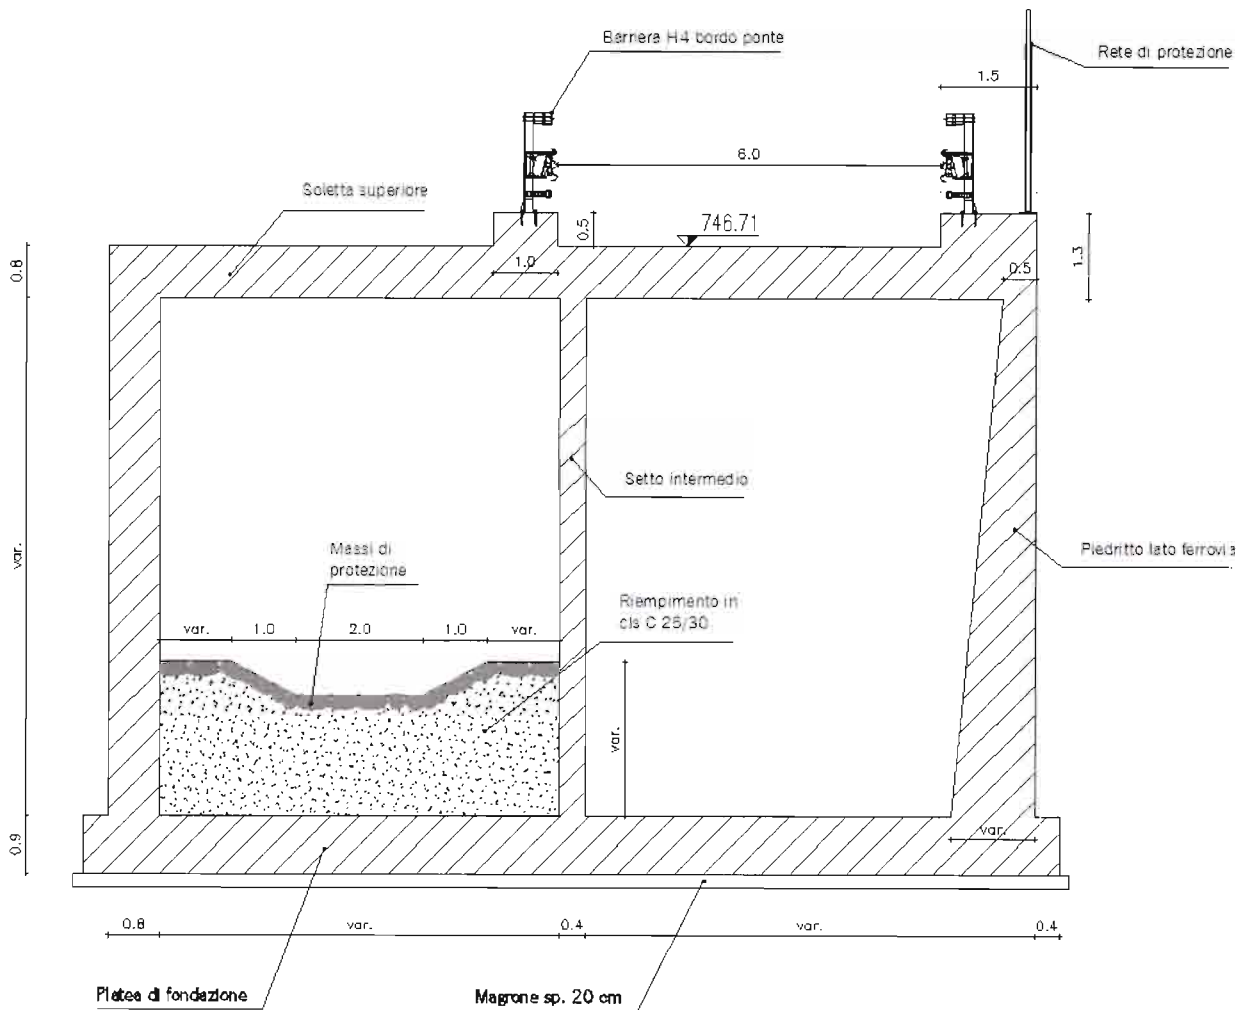 Barriera H4 bordo ponte
Rete di protezione
1.5
6.0
Soletta superiore
0.5
746.71
1.3
0.8
1.0
0.5
Setto intermedio
Massi di
protezione
Piedritto lato ferrovia
var.
Riempimento in
cls C 25/30
var.
1.0
2.0
1.0
var.
var.
var.
0.9
0.8
var.
0.4
var.
0.4
Platea di fondazione
Magrone sp. 20 cm